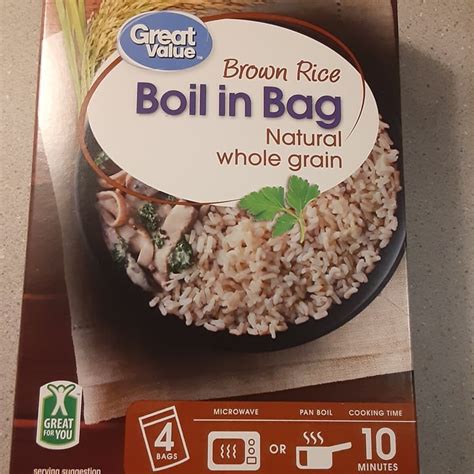 Great
Value™
Brown Rice
Boil in Bag
Natural
whole grain
GREAT
FOR YOU
4
BAGS
MICROWAVE
OR
PAN BOIL
COOKING TIME
10
MINUTES
serving suggestion